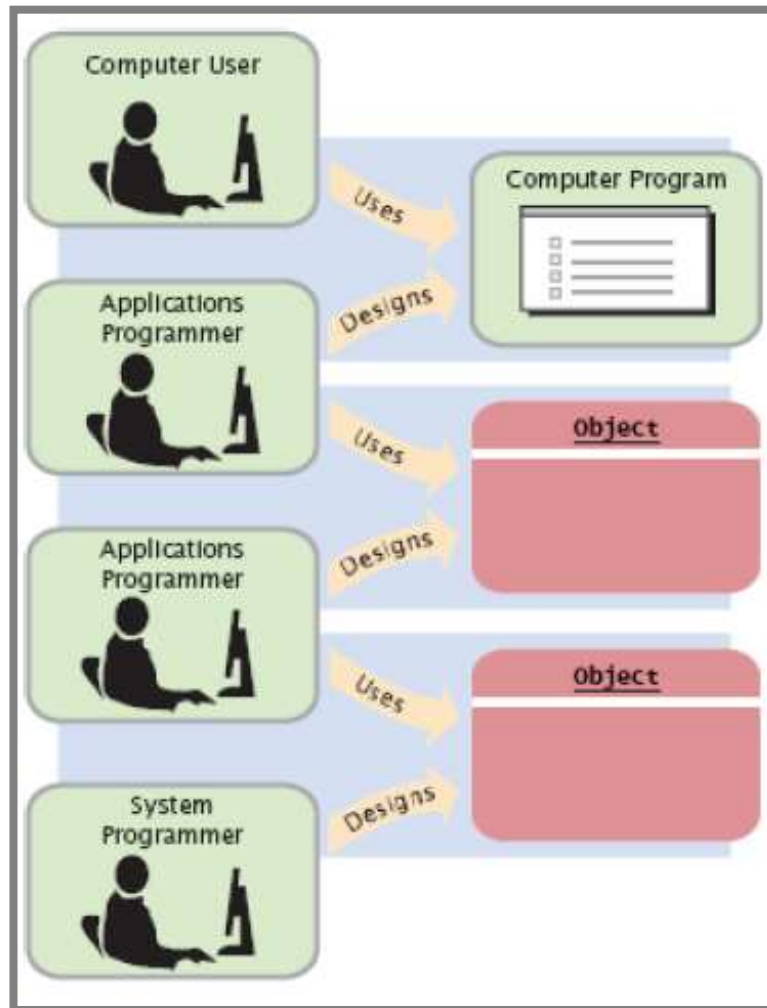 Computer User
Uses
Computer Program
Applications
Programmer
Designs
Uses
Object
Applications
Programmer
Designs
Uses
Object
System
Programmer
Designs